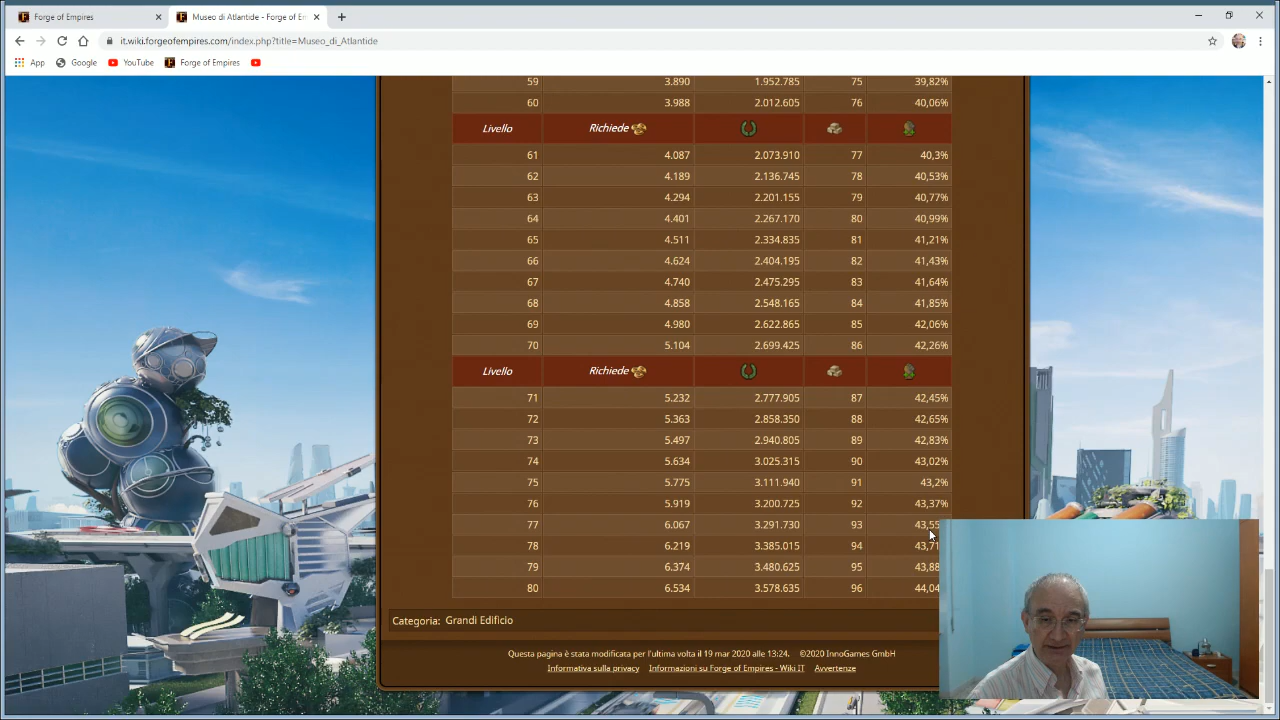 Forge of Empires
Museo di Atlantide - Forge of E
it.wiki.forgeofempires.com/index.php?title=Museo_di_Atlantide
App Google YouTube Forge of Empires
59 3.890 1.952.785 75 39,82%
60 3.988 2.012.605 76 40,06%
Livello Richiede
61 4.087 2.073.910 77 40,3%
62 4.189 2.136.745 78 40,53%
63 4.294 2.201.155 79 40,77%
64 4.401 2.267.170 80 40,99%
65 4.511 2.334.835 81 41,21%
66 4.624 2.404.195 82 41,43%
67 4.740 2.475.295 83 41,64%
68 4.858 2.548.165 84 41,85%
69 4.980 2.622.865 85 42,06%
70 5.104 2.699.425 86 42,26%
Livello Richiede
71 5.232 2.777.905 87 42,45%
72 5.363 2.858.350 88 42,65%
73 5.497 2.940.805 89 42,83%
74 5.634 3.025.315 90 43,02%
75 5.775 3.111.940 91 43,2%
76 5.919 3.200.725 92 43,37%
77 6.067 3.291.730 93 43,55
78 6.219 3.385.015 94 43,71
79 6.374 3.480.625 95 43,88
80 6.534 3.578.635 96 44,04
Categoria: Grandi Edificio
Questa pagina è stata modificata per l'ultima volta il 19 mar 2020 alle 13:24. ©2020 InnoGames GmbH
Informativa sulla privacy Informazioni su Forge of Empires - Wiki IT Avvertenze